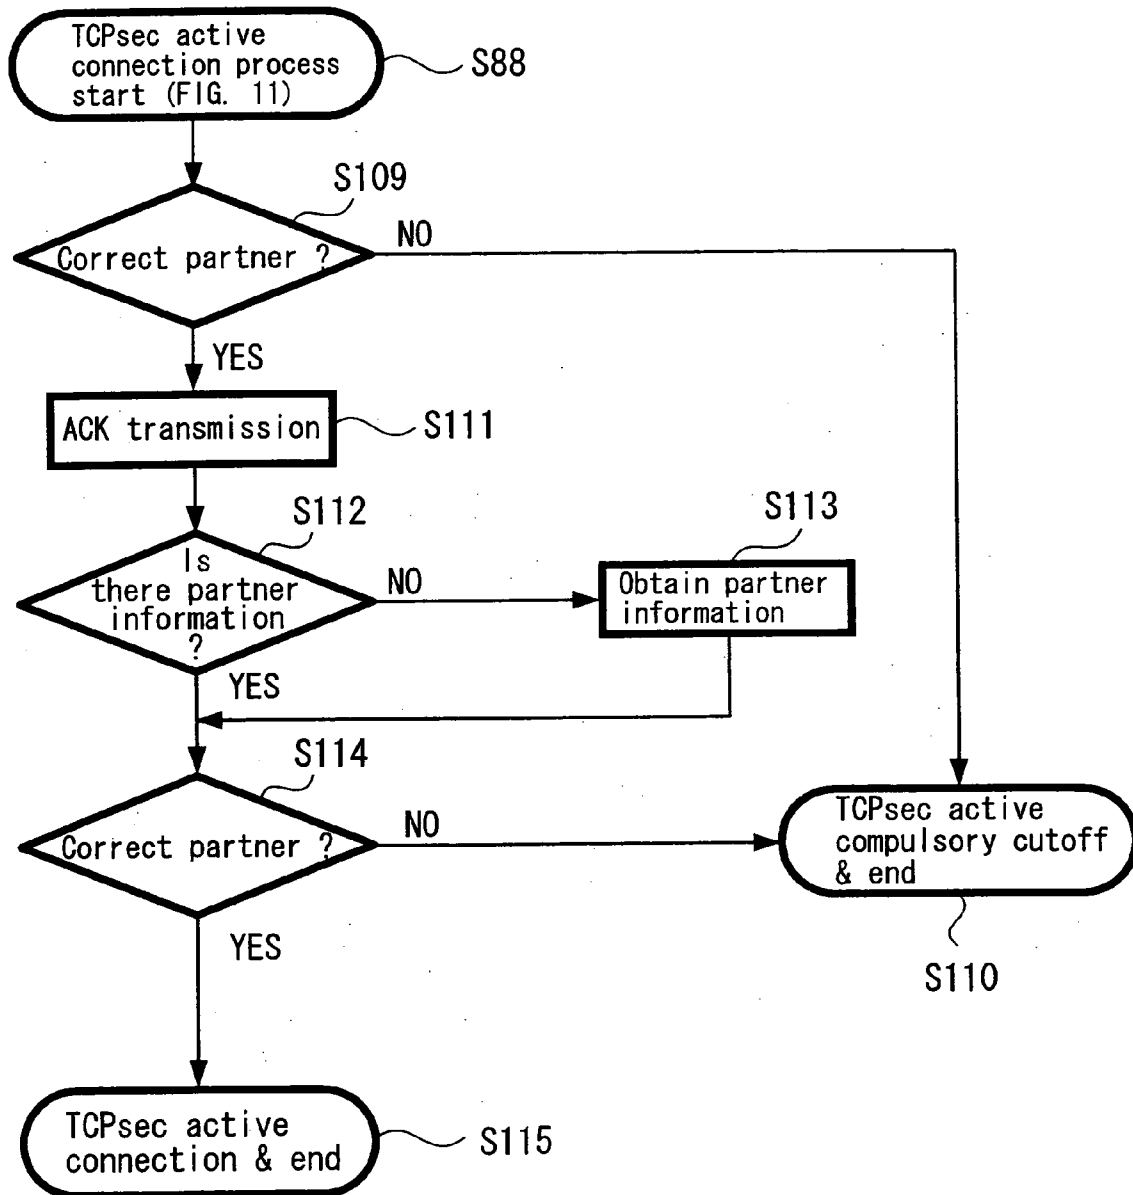 TCPsec active
connection process
start (FIG. 11)
S88
S109
Correct partner ?
NO
YES
ACK transmission
S111
S112
Is
there partner
information
?
NO
S113
Obtain partner
information
YES
S114
Correct partner ?
NO
TCPsec active
compulsory cutoff
& end
YES
S110
TCPsec active
connection & end
S115